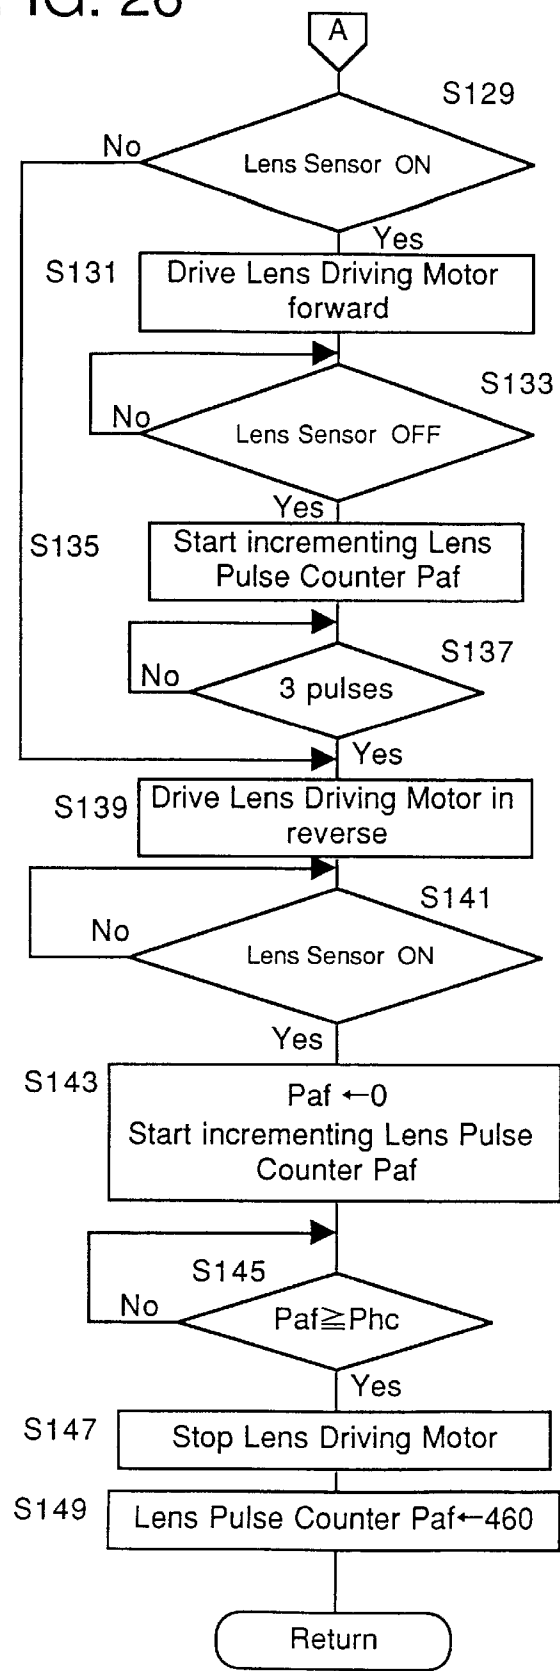 FIG. 26
A
S129
Lens Sensor ON
No
Yes
S131
Drive Lens Driving Motor
forward
S133
Lens Sensor OFF
No
Yes
S135
Start incrementing Lens
Pulse Counter Paf
S137
3 pulses
No
Yes
S139
Drive Lens Driving Motor in
reverse
S141
Lens Sensor ON
No
Yes
S143
Paf ←0
Start incrementing Lens Pulse
Counter Paf
S145
Paf≧Phc
No
Yes
S147
Stop Lens Driving Motor
S149
Lens Pulse Counter Paf←460
Return